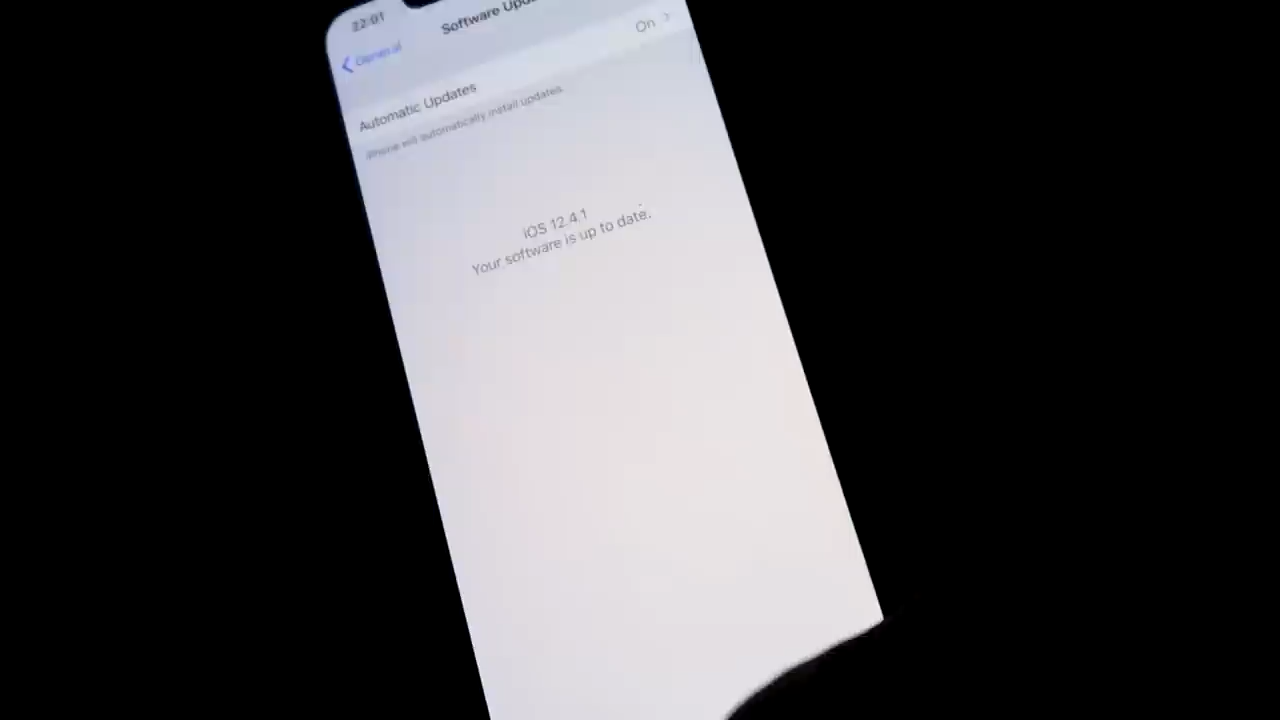 22:01
General
Software Upd
Automatic Updates
On
iPhone will automatically install updates.
iOS 12.4.1
Your software is up to date.